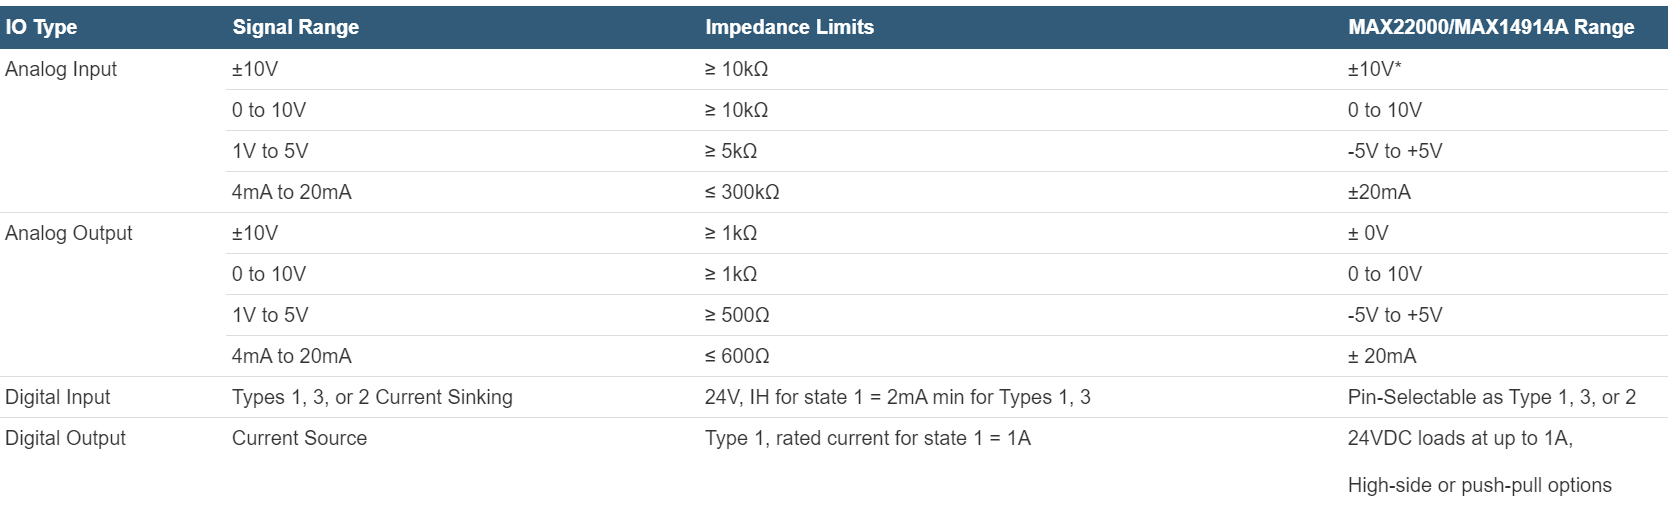 IO Type Signal Range Impedance Limits MAX22000/MAX14914A Range
Analog Input ±10V ≥ 10kΩ ±10V*
0 to 10V ≥ 10kΩ 0 to 10V
1V to 5V ≥ 5kΩ -5V to +5V
4mA to 20mA ≤ 300kΩ ±20mA
Analog Output ±10V ≥ 1kΩ ± 0V
0 to 10V ≥ 1kΩ 0 to 10V
1V to 5V ≥ 500Ω -5V to +5V
4mA to 20mA ≤ 600Ω ± 20mA
Digital Input Types 1, 3, or 2 Current Sinking 24V, IH for state 1 = 2mA min for Types 1, 3 Pin-Selectable as Type 1, 3, or 2
Digital Output Current Source Type 1, rated current for state 1 = 1A 24VDC loads at up to 1A,
High-side or push-pull options